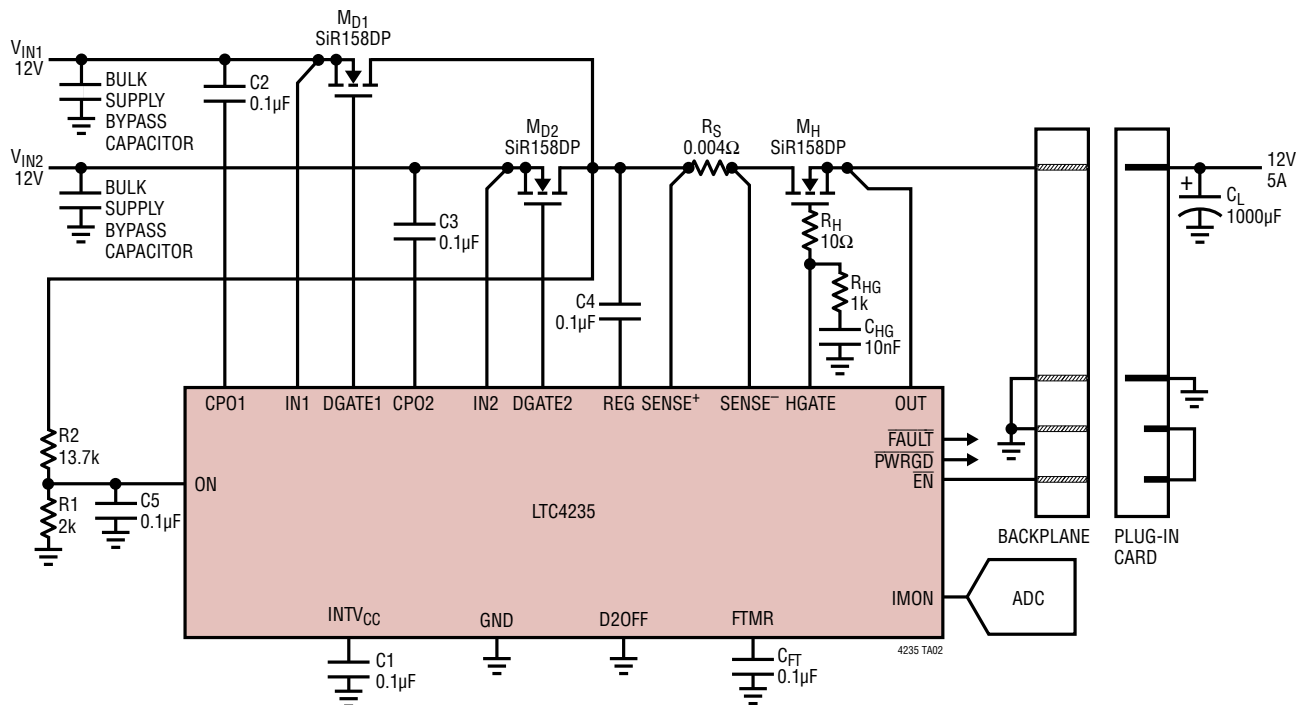 MD1
SiR158DP
VIN1
12V
BULK
SUPPLY
BYPASS
CAPACITOR
C2
0.1µF
VIN2
12V
BULK
SUPPLY
BYPASS
CAPACITOR
MD2
SiR158DP
C3
0.1µF
RS
0.004Ω
MH
SiR158DP
RH
10Ω
RHG
1k
CHG
10nF
C4
0.1µF
12V
5A
+
CL
1000µF
CPO1
IN1
DGATE1
CPO2
IN2
DGATE2
REG
SENSE+
SENSE−
HGATE
OUT
FAULT
PWRGD
EN
R2
13.7k
ON
R1
2k
C5
0.1µF
LTC4235
BACKPLANE
PLUG-IN
CARD
IMON
ADC
INTVCC
GND
D2OFF
FTMR
4235 TA02
C1
0.1µF
CFT
0.1µF